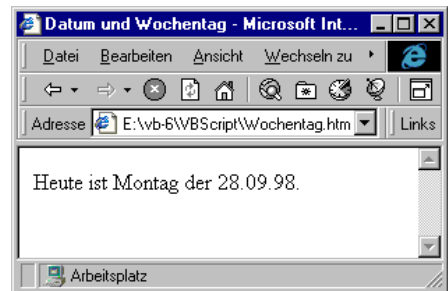 Datum und Wochentag - Microsoft Int...
Datei Bearbeiten Ansicht Wechseln zu
Adresse E:\vb-6\VBScript\Wochentag.htm Links
Heute ist Montag der 28.09.98.
Arbeitsplatz